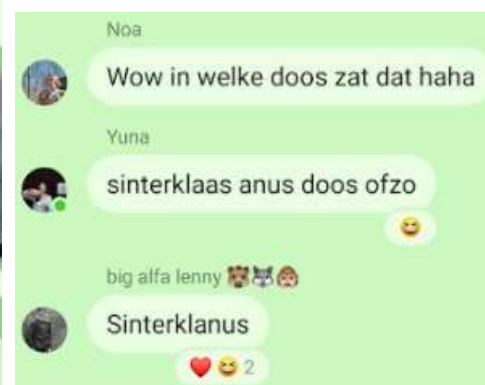 Noa
Wow in welke doos zat dat haha
Yuna
sinterklaas anus doos ofzo
😆
big alfa lenny 🐻🐺🐵
Sinterklanus
❤️😆 2